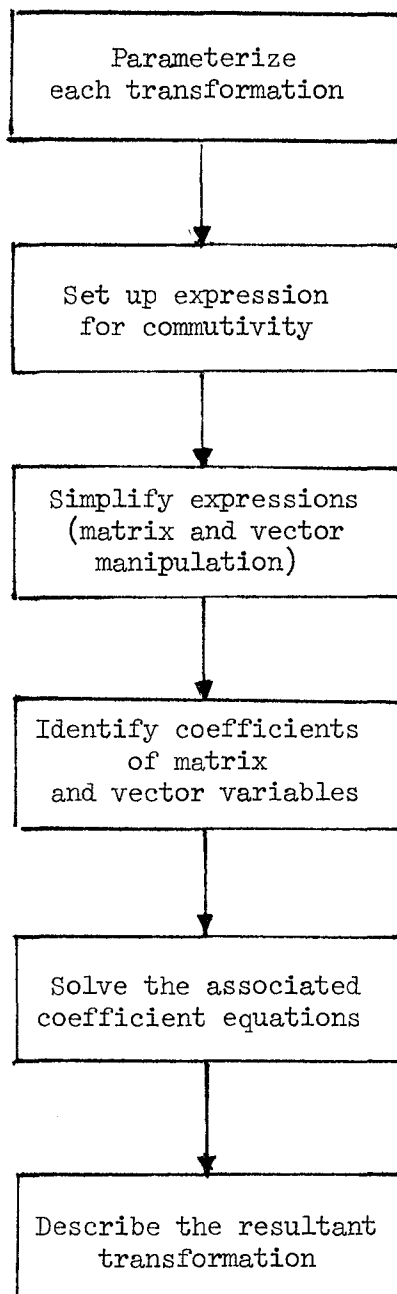 Parameterize
each transformation
Set up expression
for commutivity
Simplify expressions
(matrix and vector
manipulation)
Identify coefficients
of matrix
and vector variables
Solve the associated
coefficient equations
Describe the resultant
transformation